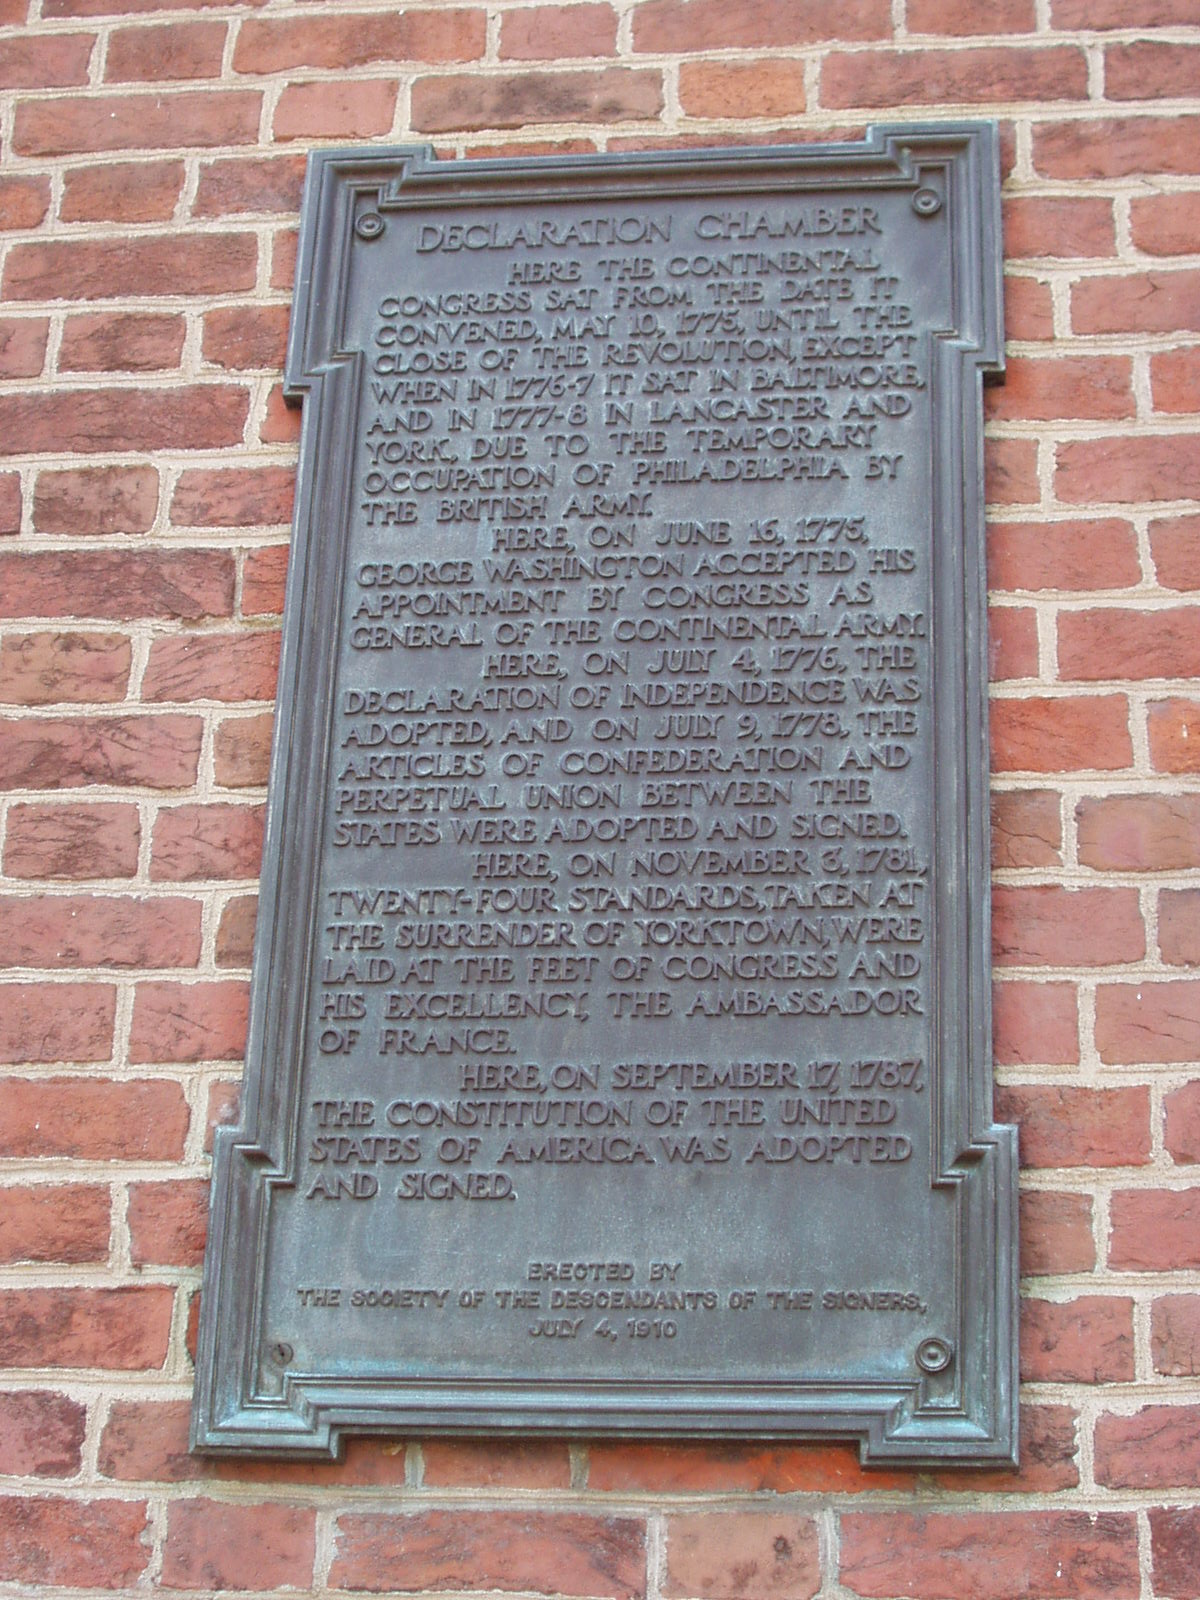 DECLARATION CHAMBER
HERE THE CONTINENTAL
CONGRESS SAT FROM THE DATE IT
CONVENED, MAY 10, 1775, UNTIL THE
CLOSE OF THE REVOLUTION, EXCEPT
WHEN IN 1776-7 IT SAT IN BALTIMORE,
AND IN 1777-8 IN LANCASTER AND
YORK, DUE TO THE TEMPORARY
OCCUPATION OF PHILADELPHIA BY
THE BRITISH ARMY.
HERE, ON JUNE 16, 1775,
GEORGE WASHINGTON ACCEPTED HIS
APPOINTMENT BY CONGRESS, AS
GENERAL OF THE CONTINENTAL ARMY.
HERE, ON JULY 4, 1776, THE
DECLARATION OF INDEPENDENCE WAS
ADOPTED, AND ON JULY 9, 1778, THE
ARTICLES OF CONFEDERATION AND
PERPETUAL UNION BETWEEN THE
STATES WERE ADOPTED AND SIGNED.
HERE, ON NOVEMBER 3, 1781,
TWENTY-FOUR STANDARDS, TAKEN AT
THE SURRENDER OF YORKTOWN, WERE
LAID AT THE FEET OF CONGRESS AND
HIS EXCELLENCY, THE AMBASSADOR
OF FRANCE.
HERE, ON SEPTEMBER 17, 1787,
THE CONSTITUTION OF THE UNITED
STATES OF AMERICA WAS ADOPTED
AND SIGNED.
ERECTED BY
THE SOCIETY OF THE DESCENDANTS OF THE SIGNERS,
JULY 4, 1910